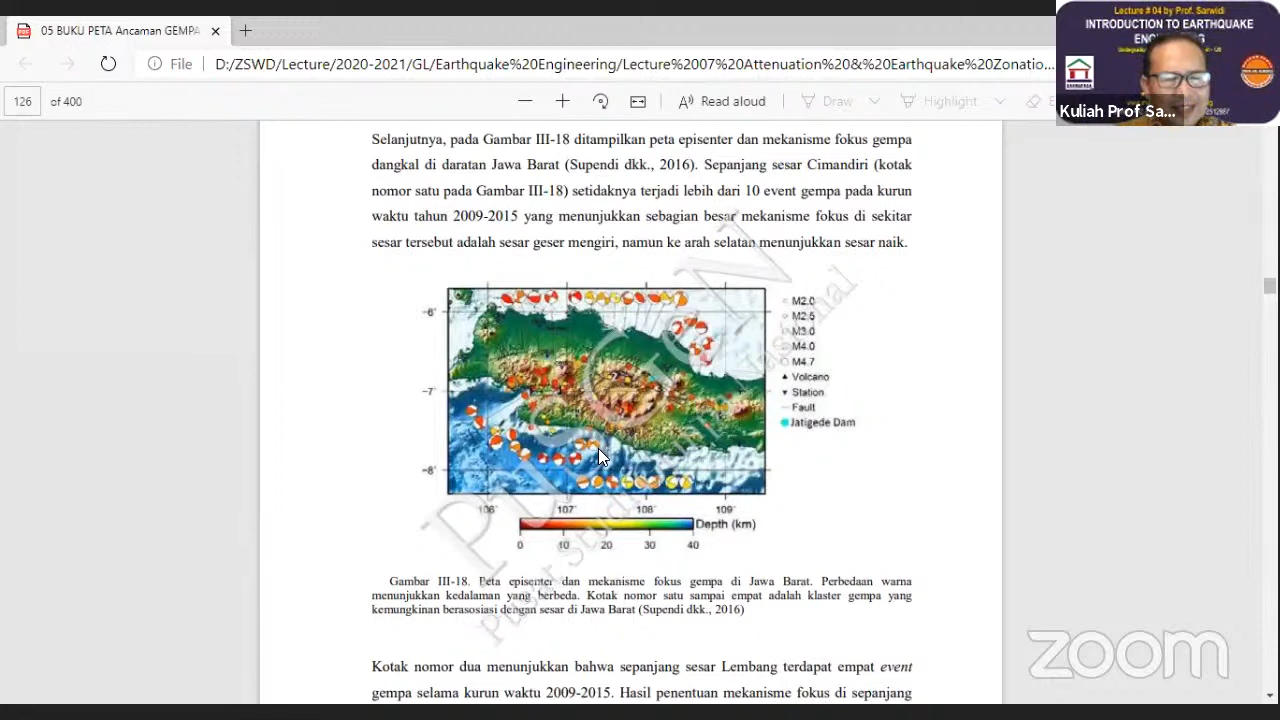 05 BUKU PETA Ancaman GEMPA
File
D:/ZSWD/Lecture/2020-2021/GL/Earthquake%20Engineering/Lecture%2007%20Attenuation%20&%20Earthquake%20Zonatio...
126 of 400
Read aloud
Draw
Highlight
Lecture # 04 by Prof. Sarwidi
INTRODUCTION TO EARTHQUAKE
Kuliah Prof Sa...
Selanjutnya, pada Gambar III-18 ditampilkan peta episenter dan mekanisme fokus gempa
dangkal di daratan Jawa Barat (Supendi dkk., 2016). Sepanjang sesar Cimandiri (kotak
nomor satu pada Gambar III-18) setidaknya terjadi lebih dari 10 event gempa pada kurun
waktu tahun 2009-2015 yang menunjukkan sebagian besar mekanisme fokus di sekitar
sesar tersebut adalah sesar geser mengiri, namun ke arah selatan menunjukkan sesar naik.
-6°
-7°
-8°
106° 107° 108° 109°
M2.0
M2.5
M3.0
M4.0
M4.7
Volcano
Station
Fault
Jatigede Dam
Depth (km)
0 10 20 30 40
PUSGEN
Pusat Studi Gempa Nasional
Gambar III-18. Peta episenter dan mekanisme fokus gempa di Jawa Barat. Perbedaan warna
menunjukkan kedalaman yang berbeda. Kotak nomor satu sampai empat adalah klaster gempa yang
kemungkinan berasosiasi dengan sesar di Jawa Barat (Supendi dkk., 2016)
Kotak nomor dua menunjukkan bahwa sepanjang sesar Lembang terdapat empat event
gempa selama kurun waktu 2009-2015. Hasil penentuan mekanisme fokus di sepanjang
zoom